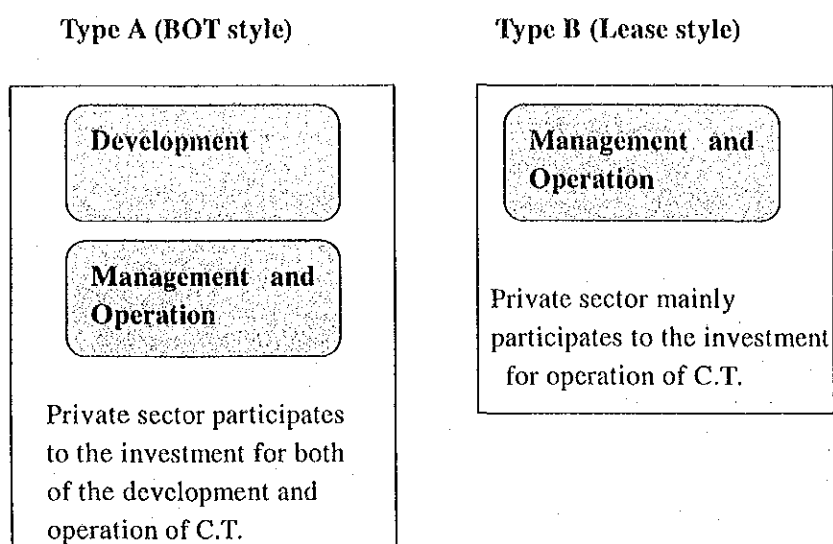 Type A (BOT style)
Development
Management and
Operation
Private sector participates
to the investment for both
of the development and
operation of C.T.
Type B (Lease style)
Management and
Operation
Private sector mainly
participates to the investment
for operation of C.T.